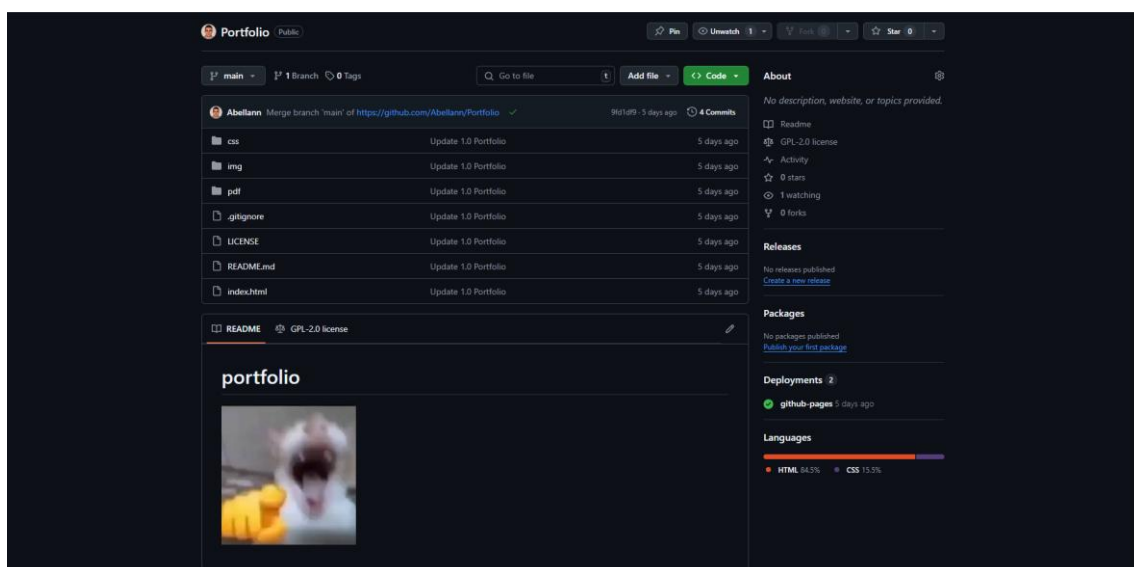 Portfolio Public
Pin
Unwatch 1
Fork 0
Star 0
main
1 Branch
0 Tags
Go to file
t
Add file
<> Code
Abellann Merge branch 'main' of https://github.com/Abellann/Portfolio
9fd1df9 · 5 days ago
4 Commits
css Update 1.0 Portfolio 5 days ago
img Update 1.0 Portfolio 5 days ago
pdf Update 1.0 Portfolio 5 days ago
.gitignore Update 1.0 Portfolio 5 days ago
LICENSE Update 1.0 Portfolio 5 days ago
README.md Update 1.0 Portfolio 5 days ago
index.html Update 1.0 Portfolio 5 days ago
README
GPL-2.0 license
portfolio
About
No description, website, or topics provided.
Readme
GPL-2.0 license
Activity
0 stars
1 watching
0 forks
Releases
No releases published
Create a new release
Packages
No packages published
Publish your first package
Deployments 2
github-pages 5 days ago
Languages
HTML 84.5%
CSS 15.5%